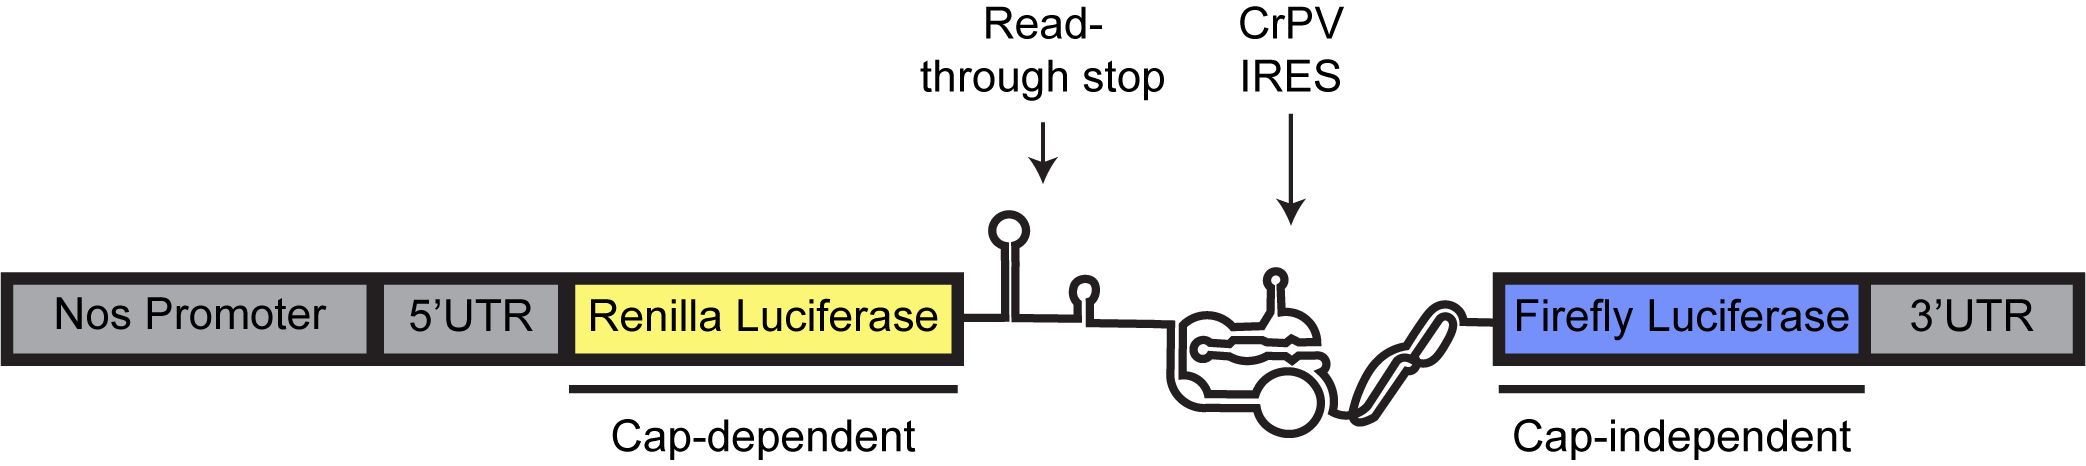 Read-
through stop
CrPV
IRES
Nos Promoter
5’UTR
Renilla Luciferase
Firefly Luciferase
3’UTR
Cap-dependent
Cap-independent